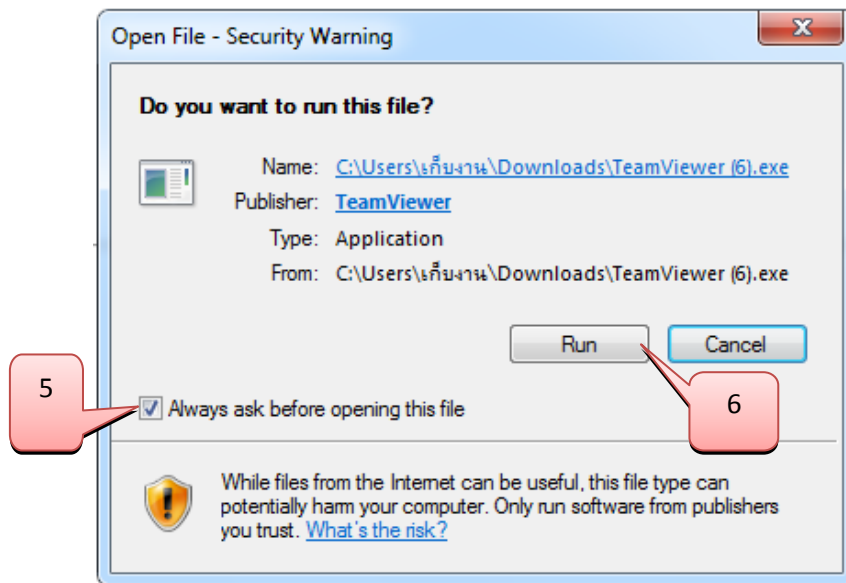 Open File - Security Warning
X
Do you want to run this file?
Name: C:\Users\เก็บงาน\Downloads\TeamViewer (6).exe
Publisher: TeamViewer
Type: Application
From: C:\Users\เก็บงาน\Downloads\TeamViewer (6).exe
Run Cancel
5
6
Always ask before opening this file
While files from the Internet can be useful, this file type can
potentially harm your computer. Only run software from publishers
you trust. What's the risk?